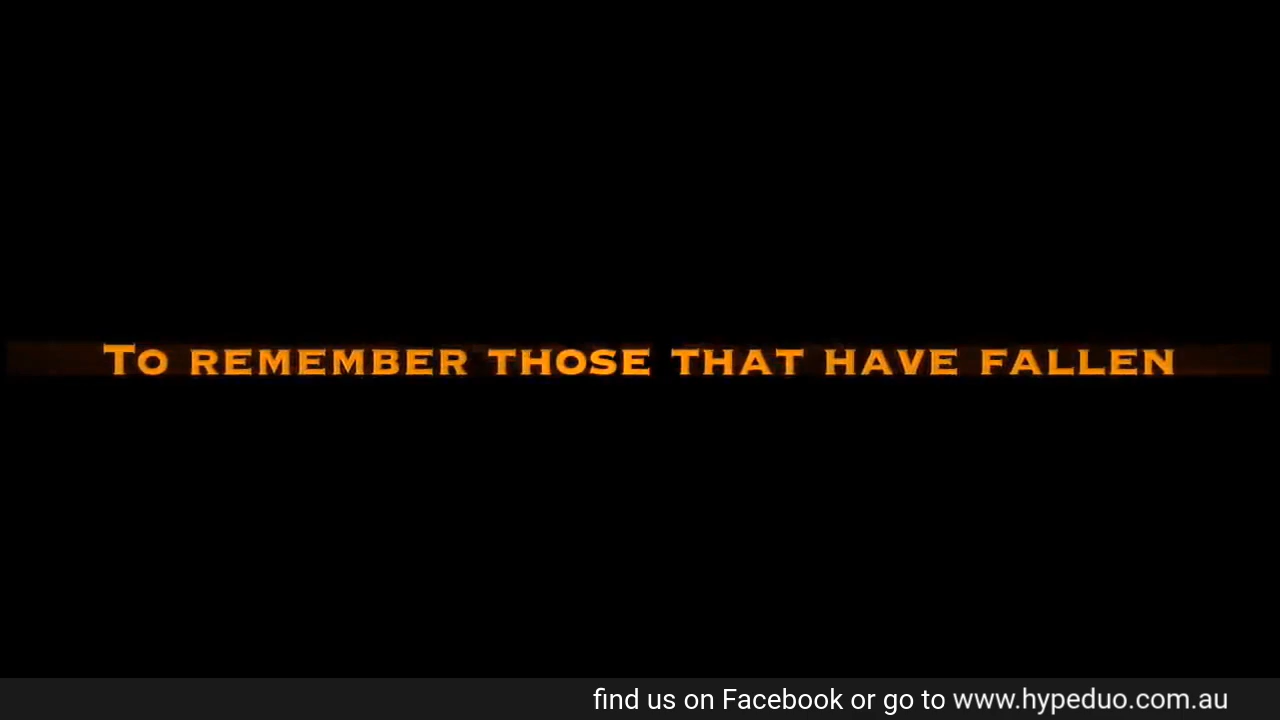 To remember those that have fallen
find us on Facebook or go to www.hypeduo.com.au